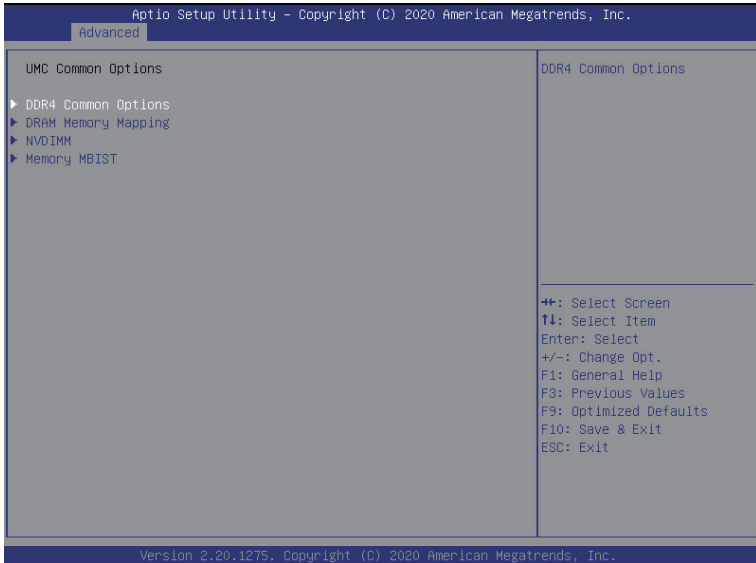 Aptio Setup Utility – Copyright (C) 2020 American Megatrends, Inc.
Advanced
UMC Common Options
DDR4 Common Options
DRAM Memory Mapping
NVDIMM
Memory MBIST
DDR4 Common Options
→←: Select Screen
↑↓: Select Item
Enter: Select
+/-: Change Opt.
F1: General Help
F3: Previous Values
F9: Optimized Defaults
F10: Save & Exit
ESC: Exit
Version 2.20.1275. Copyright (C) 2020 American Megatrends, Inc.